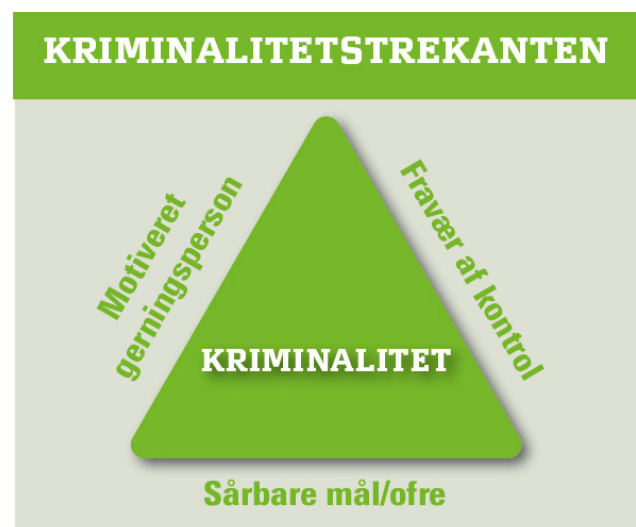 KRIMINALITETSTREKANTEN
Motiveret
gerningsperson
Fravær af kontrol
KRIMINALITET
Sårbare mål/ofre